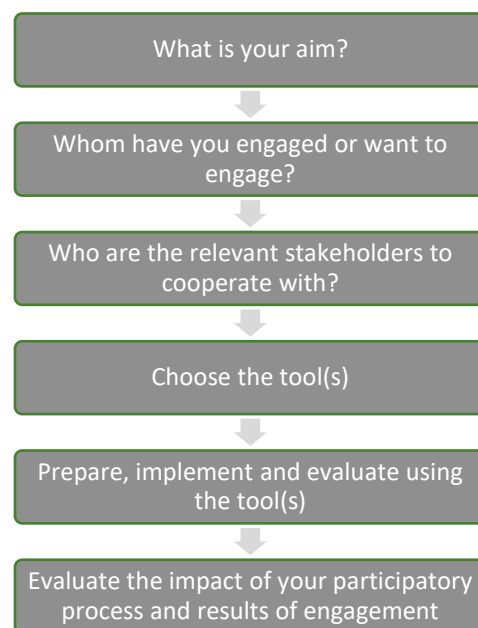 What is your aim?
Whom have you engaged or want to
engage?
Who are the relevant stakeholders to
cooperate with?
Choose the tool(s)
Prepare, implement and evaluate using
the tool(s)
Evaluate the impact of your participatory
process and results of engagement